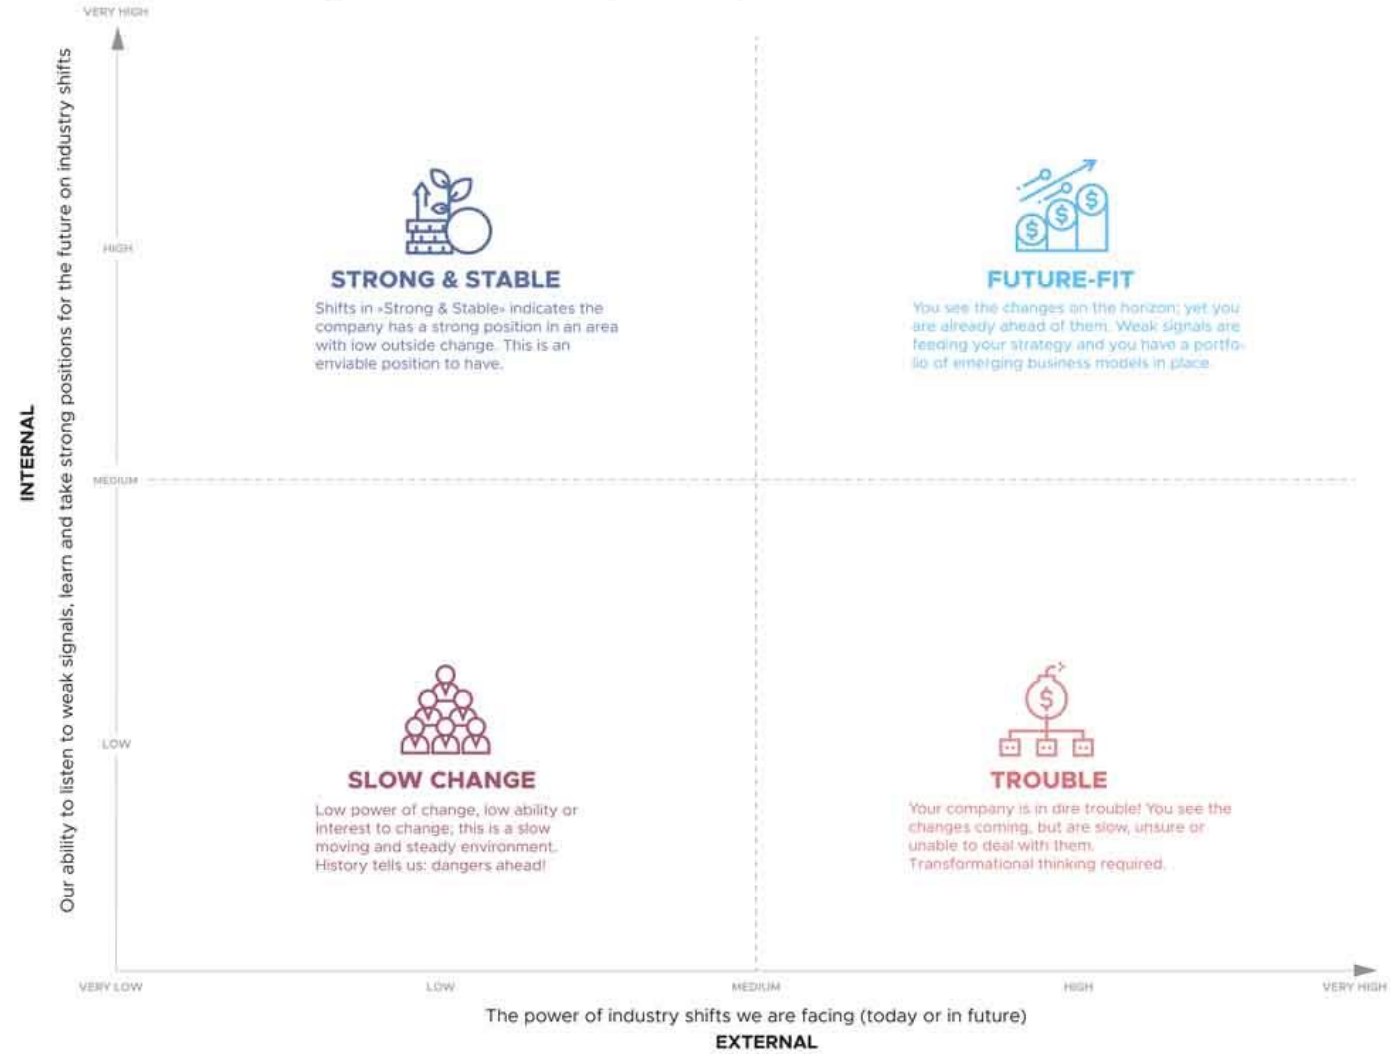 VERY HIGH
INTERNAL
Our ability to listen to weak signals, learn and take strong positions for the future on industry shifts
HIGH
STRONG & STABLE
Shifts in «Strong & Stable» indicates the
company has a strong position in an area
with low outside change. This is an
enviable position to have.
FUTURE-FIT
You see the changes on the horizon; yet you
are already ahead of them. Weak signals are
feeding your strategy and you have a portfo-
lio of emerging business models in place.
MEDIUM
LOW
SLOW CHANGE
Low power of change, low ability or
interest to change; this is a slow
moving and steady environment.
History tells us: dangers ahead!
TROUBLE
Your company is in dire trouble! You see the
changes coming, but are slow, unsure or
unable to deal with them.
Transformational thinking required.
VERY LOW
LOW
MEDIUM
HIGH
VERY HIGH
The power of industry shifts we are facing (today or in future)
EXTERNAL